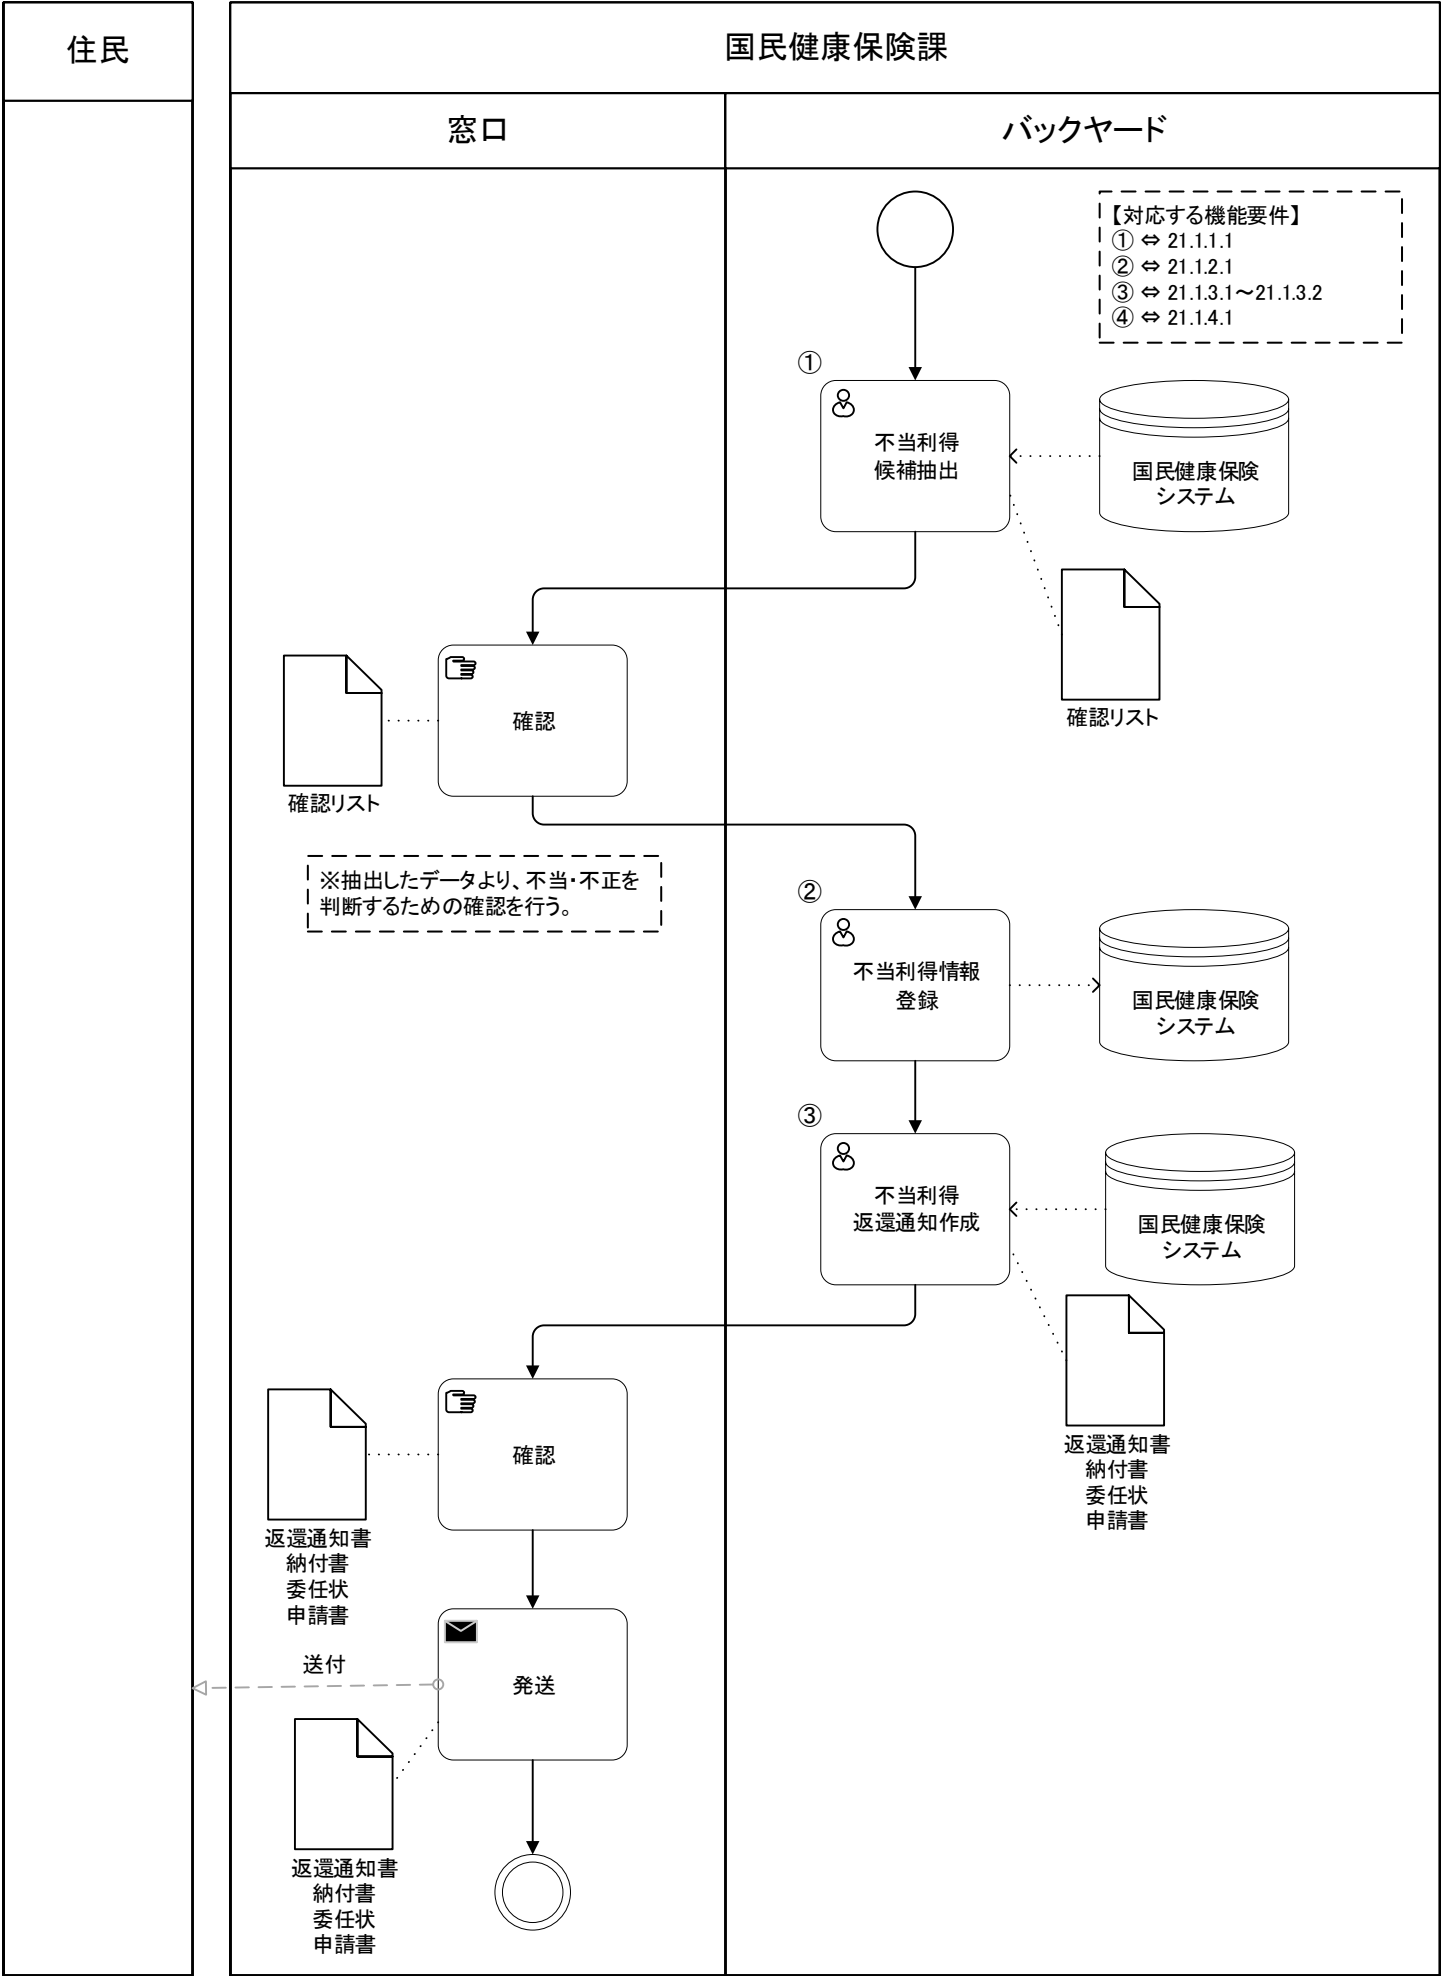 住民
国民健康保険課
窓口
バックヤード
【対応する機能要件】
① ⇔ 21.1.1.1
② ⇔ 21.1.2.1
③ ⇔ 21.1.3.1～21.1.3.2
④ ⇔ 21.1.4.1
①
不当利得
候補抽出
国民健康保険
システム
確認リスト
確認
確認リスト
※抽出したデータより、不当・不正を
判断するための確認を行う。
②
不当利得情報
登録
国民健康保険
システム
③
不当利得
返還通知作成
国民健康保険
システム
返還通知書
納付書
委任状
申請書
確認
返還通知書
納付書
委任状
申請書
送付
発送
返還通知書
納付書
委任状
申請書